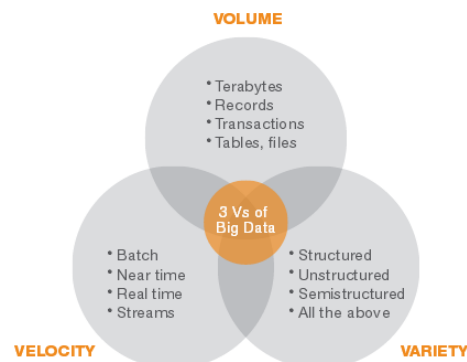 VOLUME
• Terabytes
• Records
• Transactions
• Tables, files
3 Vs of
Big Data
• Batch
• Near time
• Real time
• Streams
• Structured
• Unstructured
• Semistructured
• All the above
VELOCITY
VARIETY